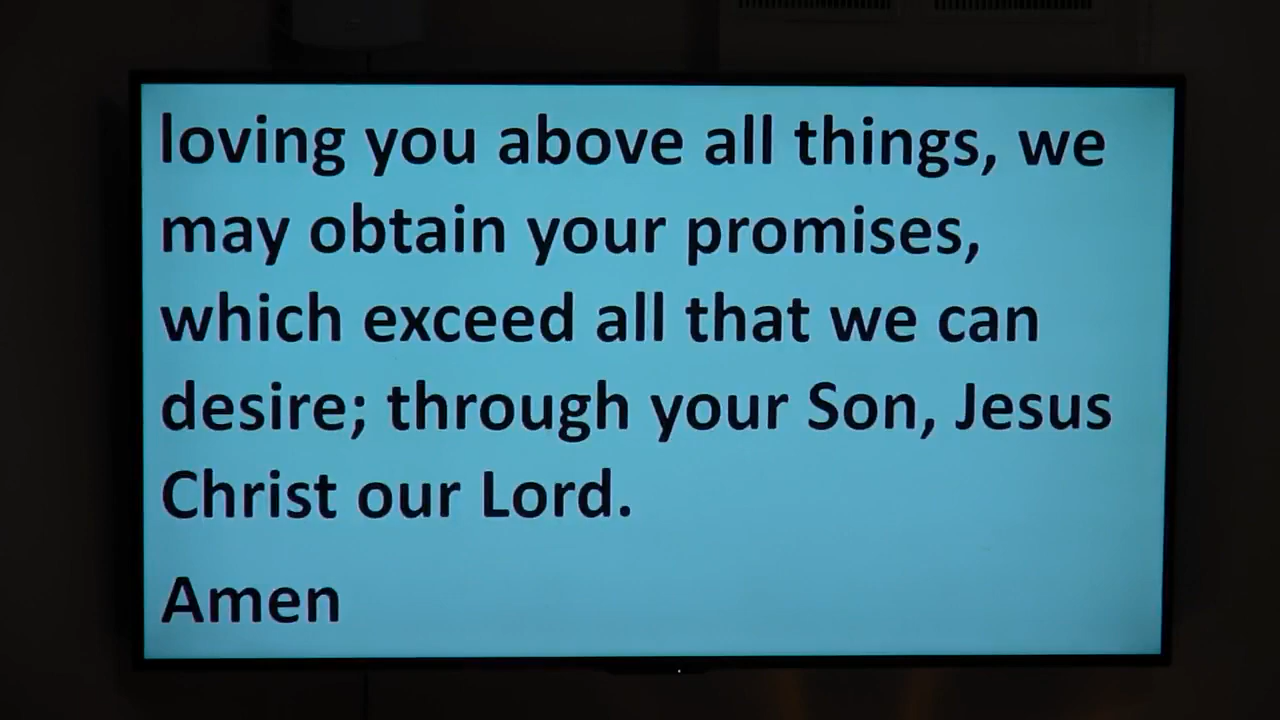 loving you above all things, we
may obtain your promises,
which exceed all that we can
desire; through your Son, Jesus
Christ our Lord.
Amen